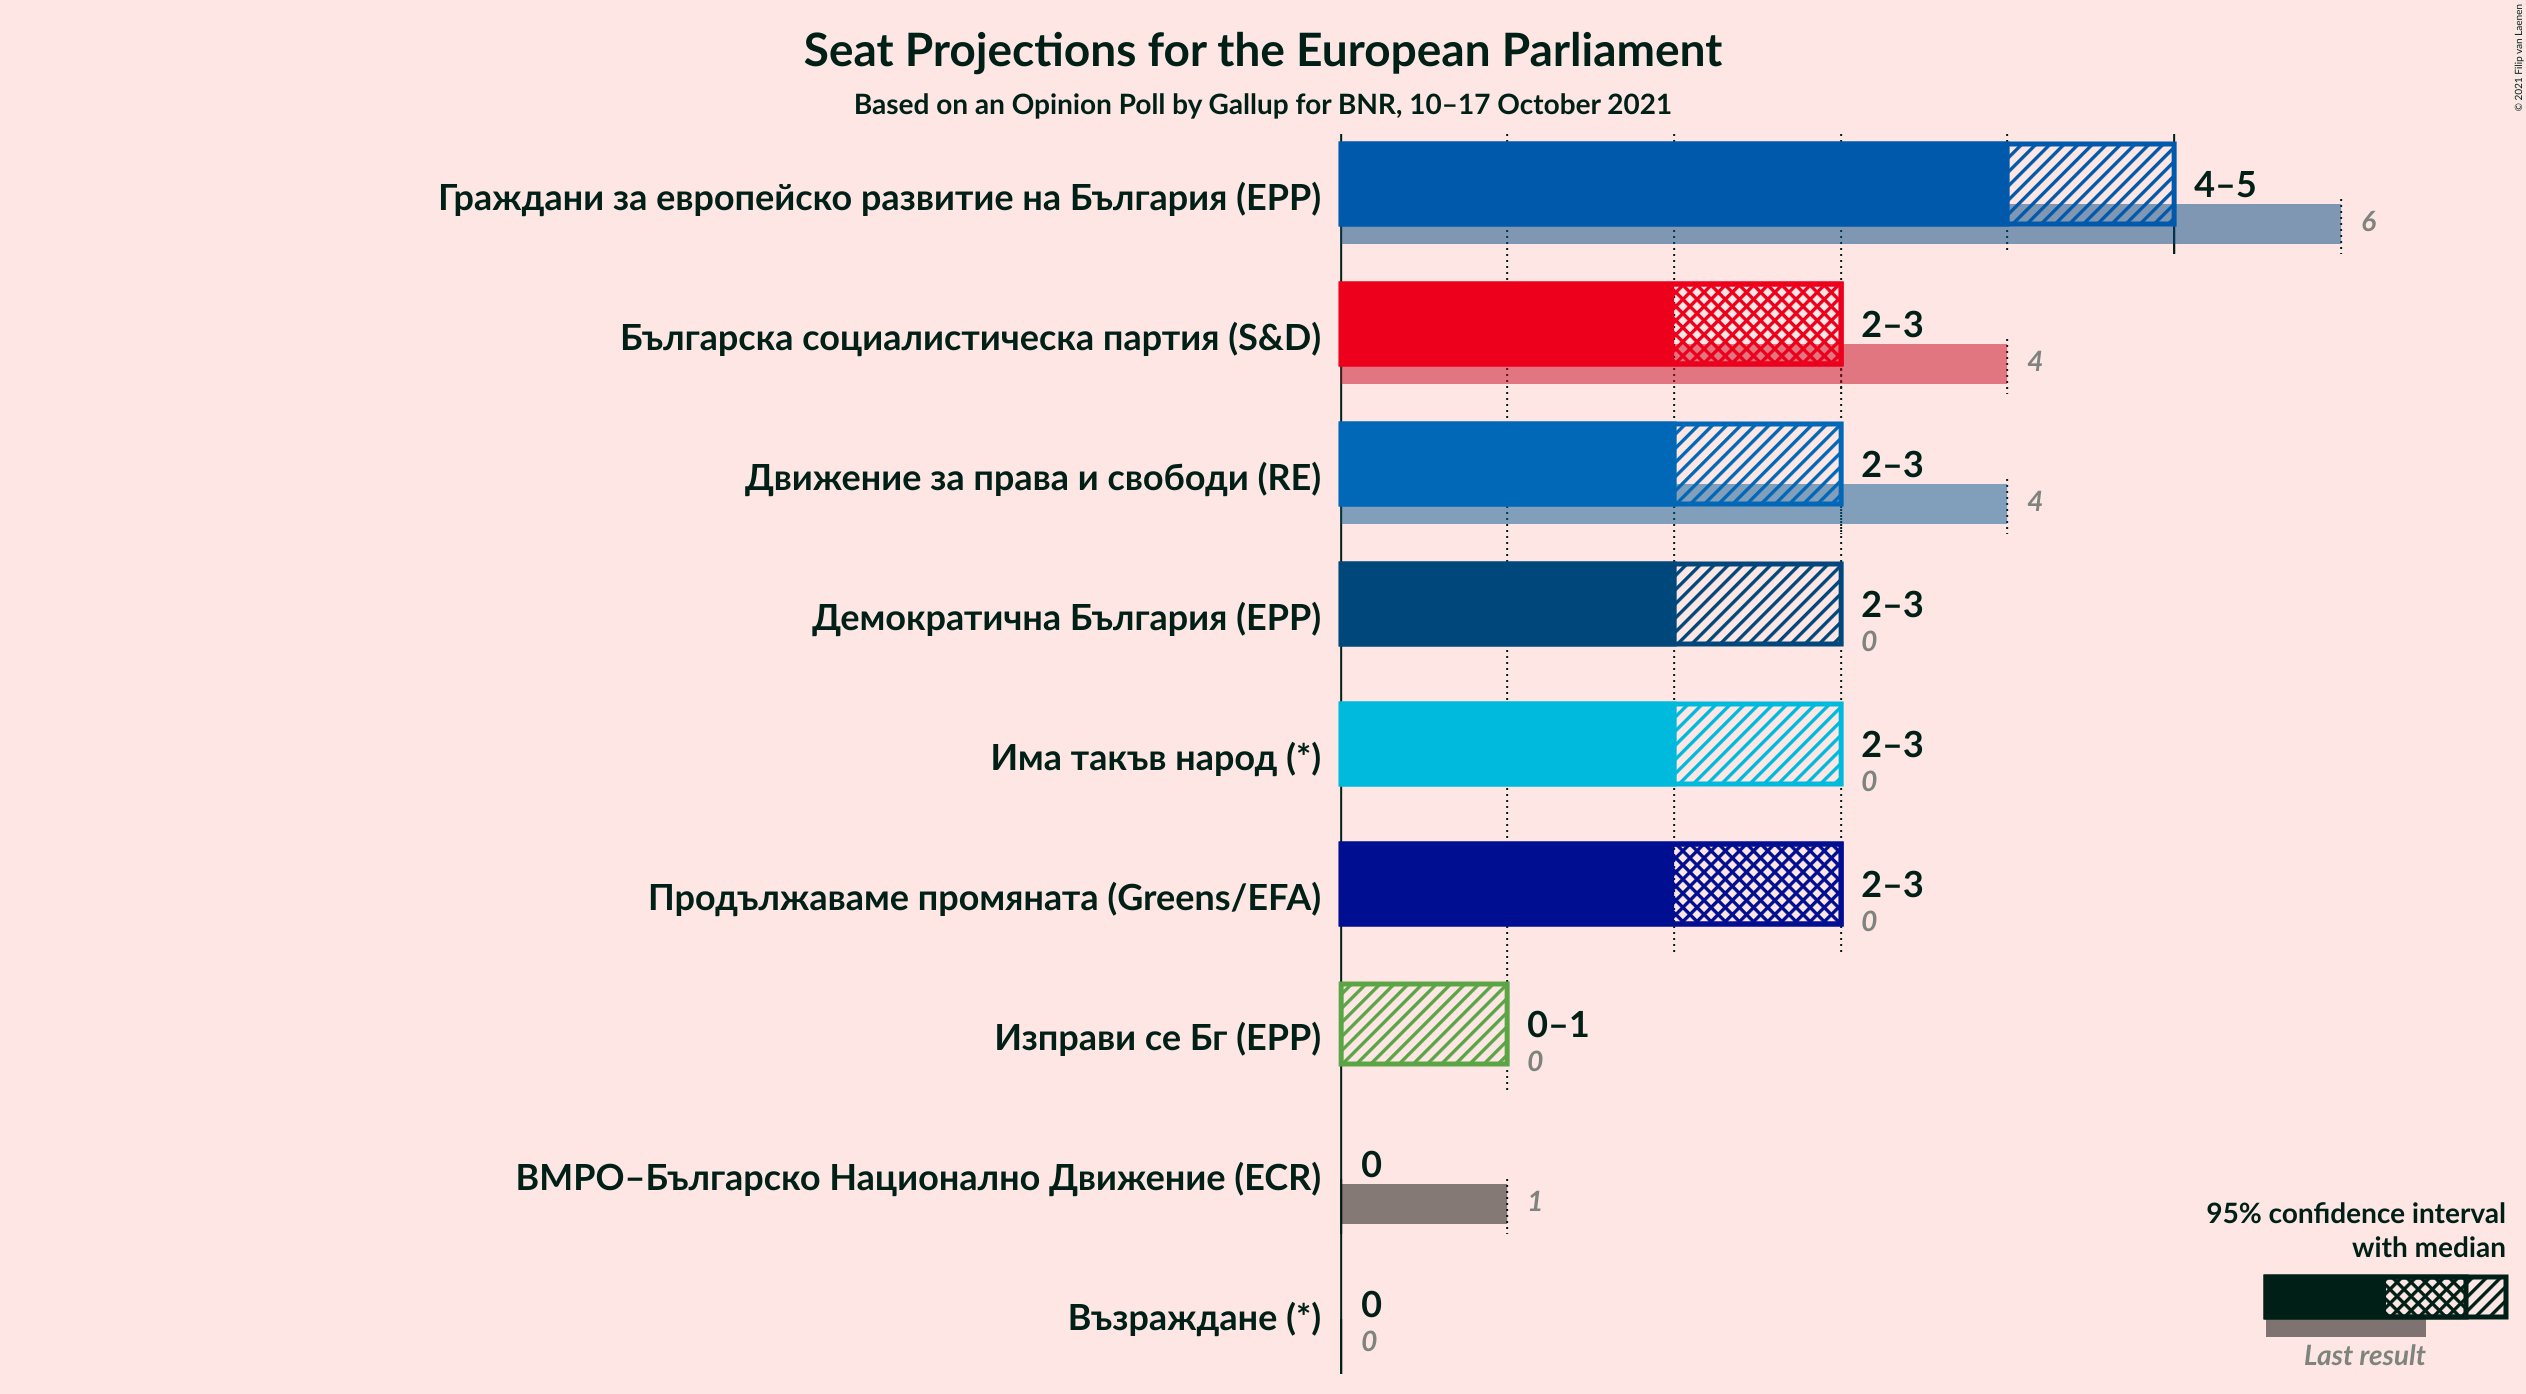 Seat Projections for the European Parliament
Based on an Opinion Poll by Gallup for BNR, 10–17 October 2021
© 2021 Filip van Laenen
Граждани за европейско развитие на България (EPP)
4–5
6
Българска социалистическа партия (S&D)
2–3
4
Движение за права и свободи (RE)
2–3
4
Демократична България (EPP)
2–3
0
Има такъв народ (*)
2–3
0
Продължаваме промяната (Greens/EFA)
2–3
0
Изправи се Бг (EPP)
0–1
0
ВМРО–Българско Национално Движение (ECR)
0
1
Възраждане (*)
0
0
95% confidence interval
with median
Last result